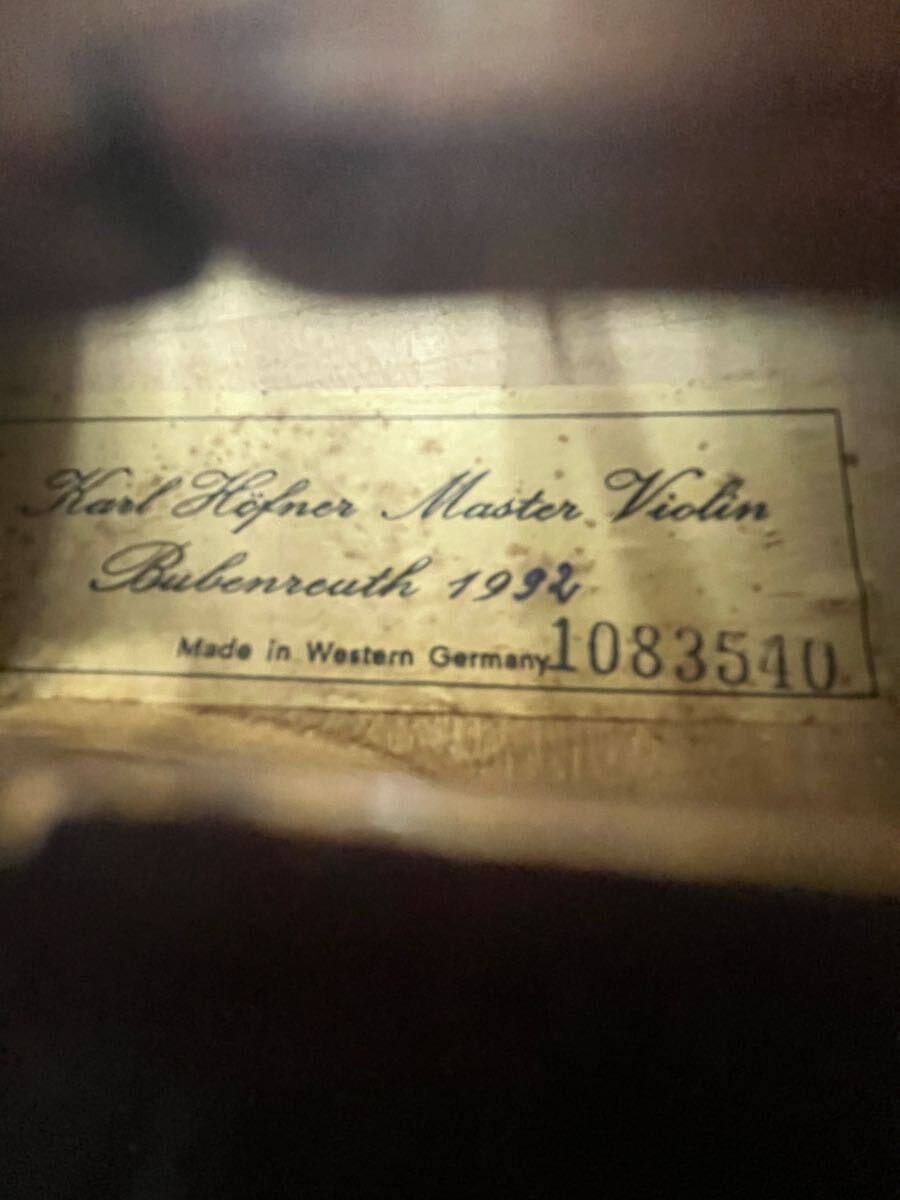 Karl Höfner Master Violin
Bubenreuth 1992
Made in Western Germany 1083540